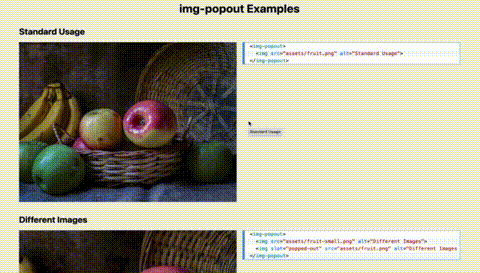 img-popout Examples
Standard Usage
<img-popout>
<img src="assets/fruit.png" alt="Standard Usage">
</img-popout>
Standard Usage
Different Images
<img-popout>
<img src="assets/fruit-small.png" alt="Different Images">
<img slot="popped-out" src="assets/fruit.png" alt="Different Images
</img-popout>